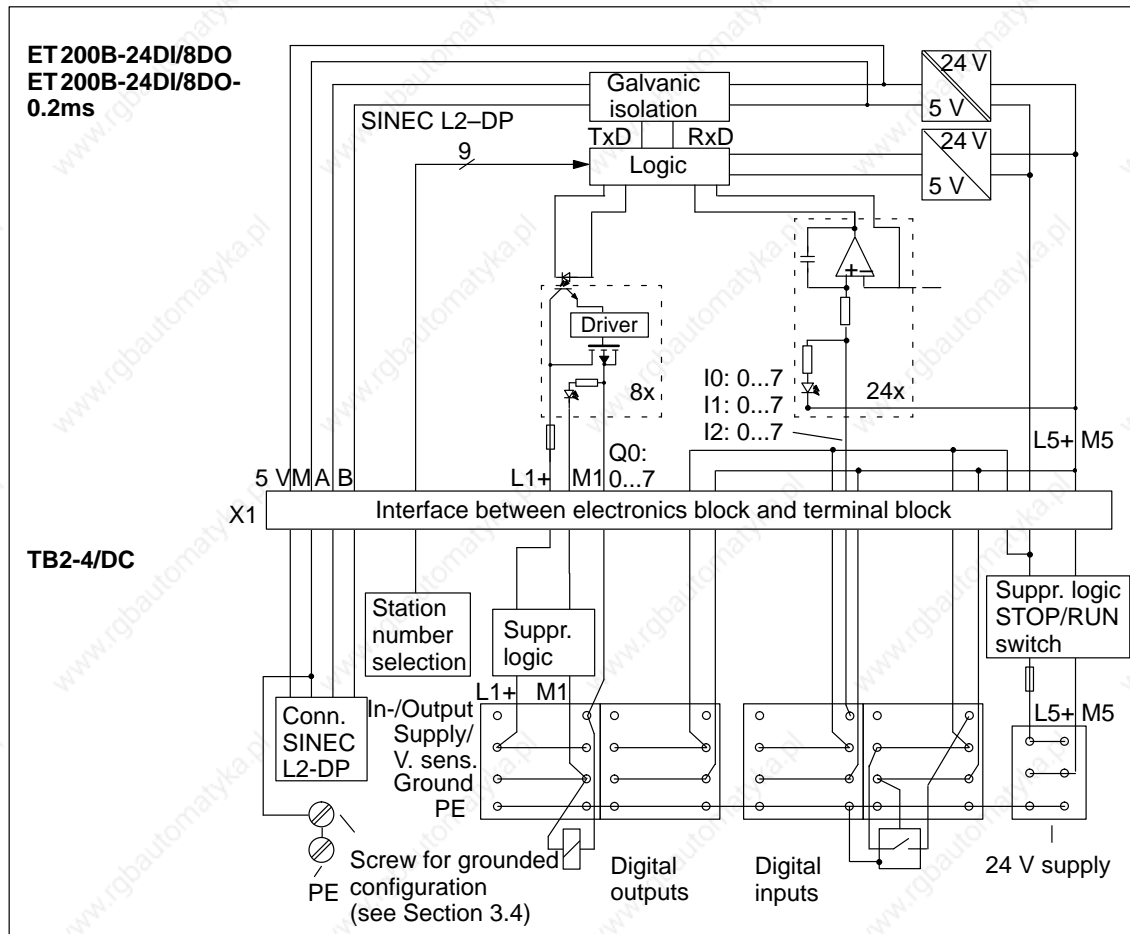 ET 200B-24DI/8DO
ET 200B-24DI/8DO-
0.2ms
Galvanic
isolation
24 V
5 V
SINEC L2–DP
TxD
RxD
9
Logic
24 V
5 V
Driver
8x
24x
I0: 0...7
I1: 0...7
I2: 0...7
L5+ M5
Q0:
0...7
5 V M A B
L1+ M1
X1
Interface between electronics block and terminal block
TB2-4/DC
Station
number
selection
Suppr.
logic
Suppr. logic
STOP/RUN
switch
L1+ M1
L5+ M5
Conn.
SINEC
L2-DP
In-/Output
Supply/
V. sens.
Ground
PE
PE
Screw for grounded
configuration
(see Section 3.4)
Digital
outputs
Digital
inputs
24 V supply
www.rgbautomatyka.pl